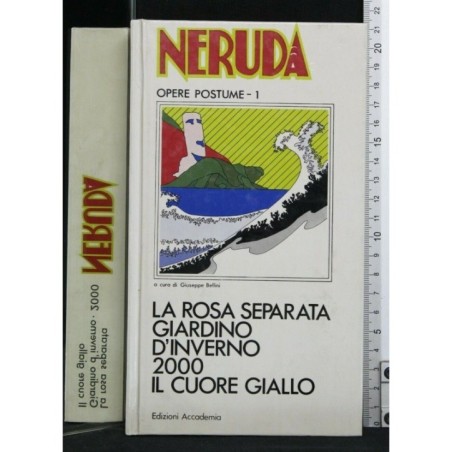 NERUDA
OPERE POSTUME - 1
a cura di Giuseppe Bellini
LA ROSA SEPARATA
GIARDINO
D'INVERNO
2000
IL CUORE GIALLO
Edizioni Accademia
NERUDA
La rosa separata
Giardino d'inverno · 2000
Il cuore giallo